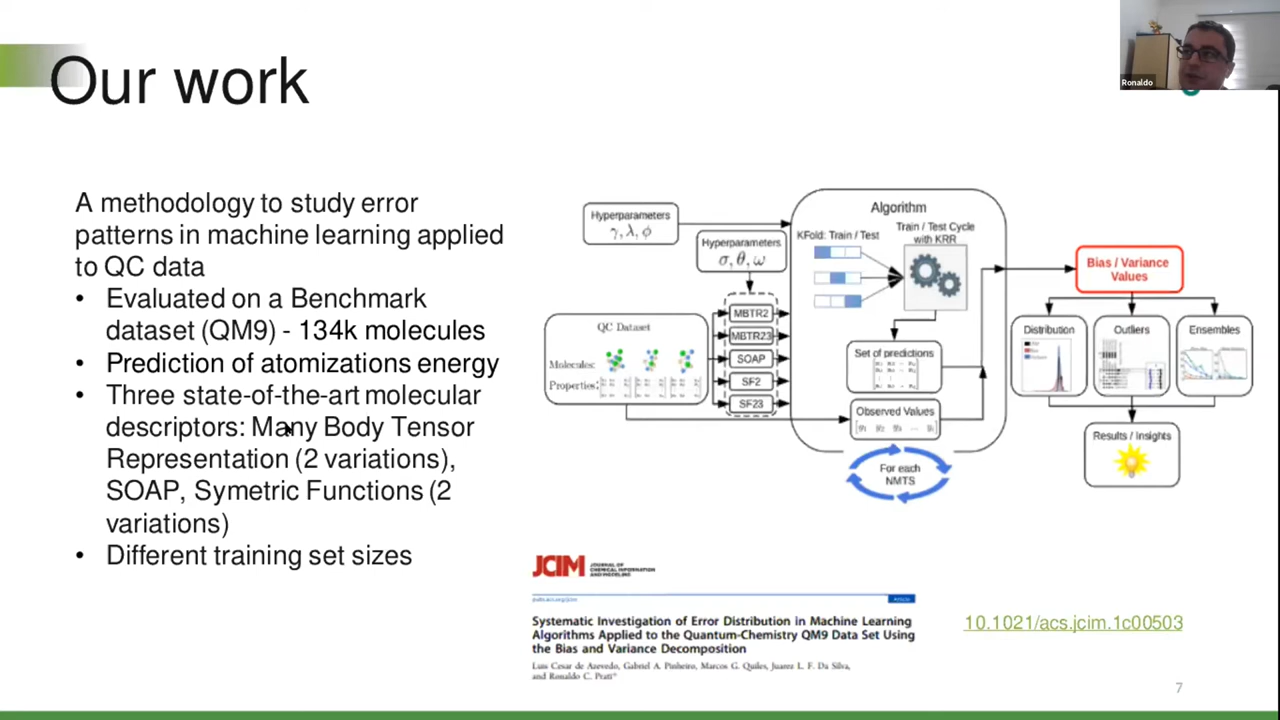 Ronaldo
Our work
A methodology to study error
patterns in machine learning applied
to QC data
• Evaluated on a Benchmark
dataset (QM9) - 134k molecules
• Prediction of atomizations energy
• Three state-of-the-art molecular
descriptors: Many Body Tensor
Representation (2 variations),
SOAP, Symetric Functions (2
variations)
• Different training set sizes
Hyperparameters
γ, λ, ϕ
Hyperparameters
σ, θ, ω
QC Dataset
Molecules:
Properties:
MBTR2
MBTR23
SOAP
SF2
SF23
Algorithm
KFold: Train / Test
Train / Test Cycle
with KRR
Set of predictions
Observed Values
For each
NMTS
Bias / Variance
Values
Distribution
Outliers
Ensembles
Results / Insights
JCIM
JOURNAL OF
CHEMICAL INFORMATION
AND MODELING
pubs.acs.org/jcim
Article
Systematic Investigation of Error Distribution in Machine Learning
Algorithms Applied to the Quantum-Chemistry QM9 Data Set Using
the Bias and Variance Decomposition
Luis Cesar de Azevedo, Gabriel A. Pinheiro, Marcos G. Quiles, Juarez L. F. Da Silva,
and Ronaldo C. Prati*
10.1021/acs.jcim.1c00503
7